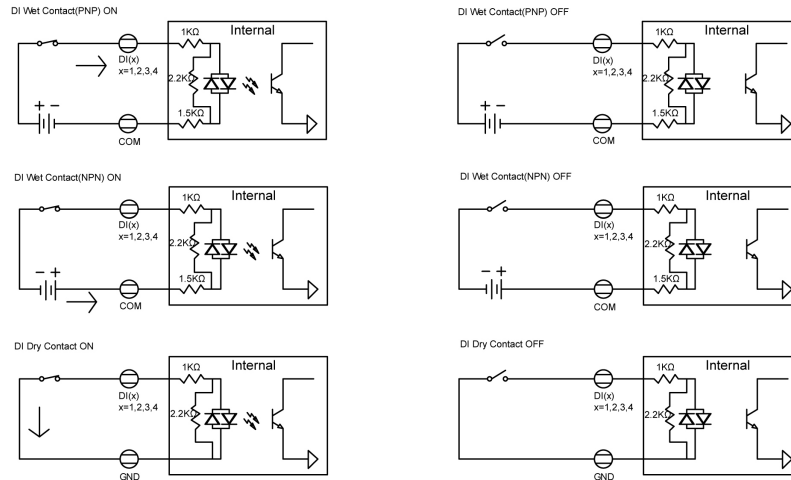 DI Wet Contact(PNP) ON
1KΩ
Internal
DI(x)
x=1,2,3,4
2.2KΩ
+ -
1.5KΩ
COM
DI Wet Contact(PNP) OFF
1KΩ
Internal
DI(x)
x=1,2,3,4
2.2KΩ
+ -
1.5KΩ
COM
DI Wet Contact(NPN) ON
1KΩ
Internal
DI(x)
x=1,2,3,4
2.2KΩ
- +
1.5KΩ
COM
DI Wet Contact(NPN) OFF
1KΩ
Internal
DI(x)
x=1,2,3,4
2.2KΩ
- +
1.5KΩ
COM
DI Dry Contact ON
1KΩ
Internal
DI(x)
x=1,2,3,4
2.2KΩ
GND
DI Dry Contact OFF
1KΩ
Internal
DI(x)
x=1,2,3,4
2.2KΩ
GND